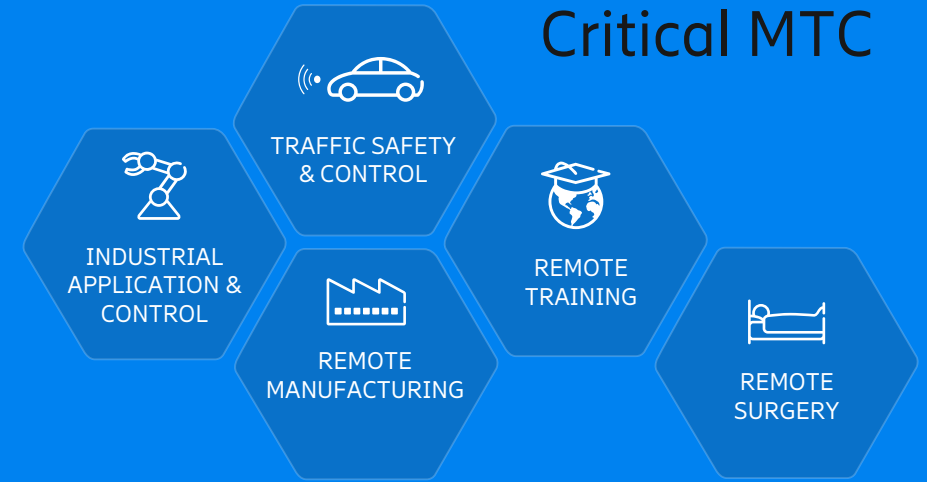 Critical MTC
TRAFFIC SAFETY
& CONTROL
INDUSTRIAL
APPLICATION &
CONTROL
REMOTE
TRAINING
REMOTE
MANUFACTURING
REMOTE
SURGERY